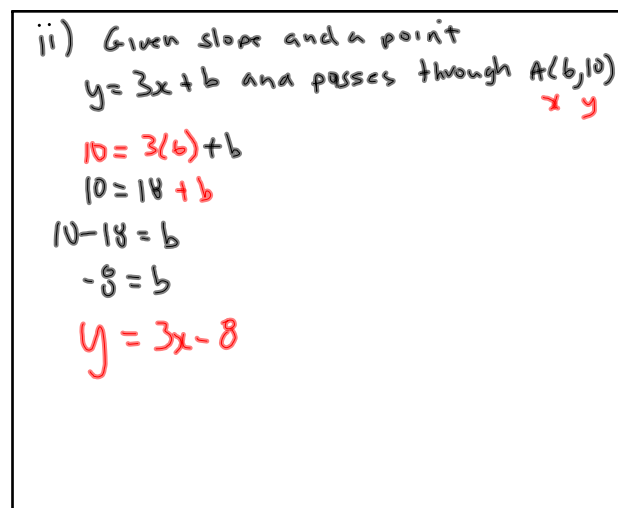 ii) Given slope and a point
y = 3x + b and passes through A(6,10)
x y
10 = 3(6) + b
10 = 18 + b
10 - 18 = b
-8 = b
y = 3x - 8